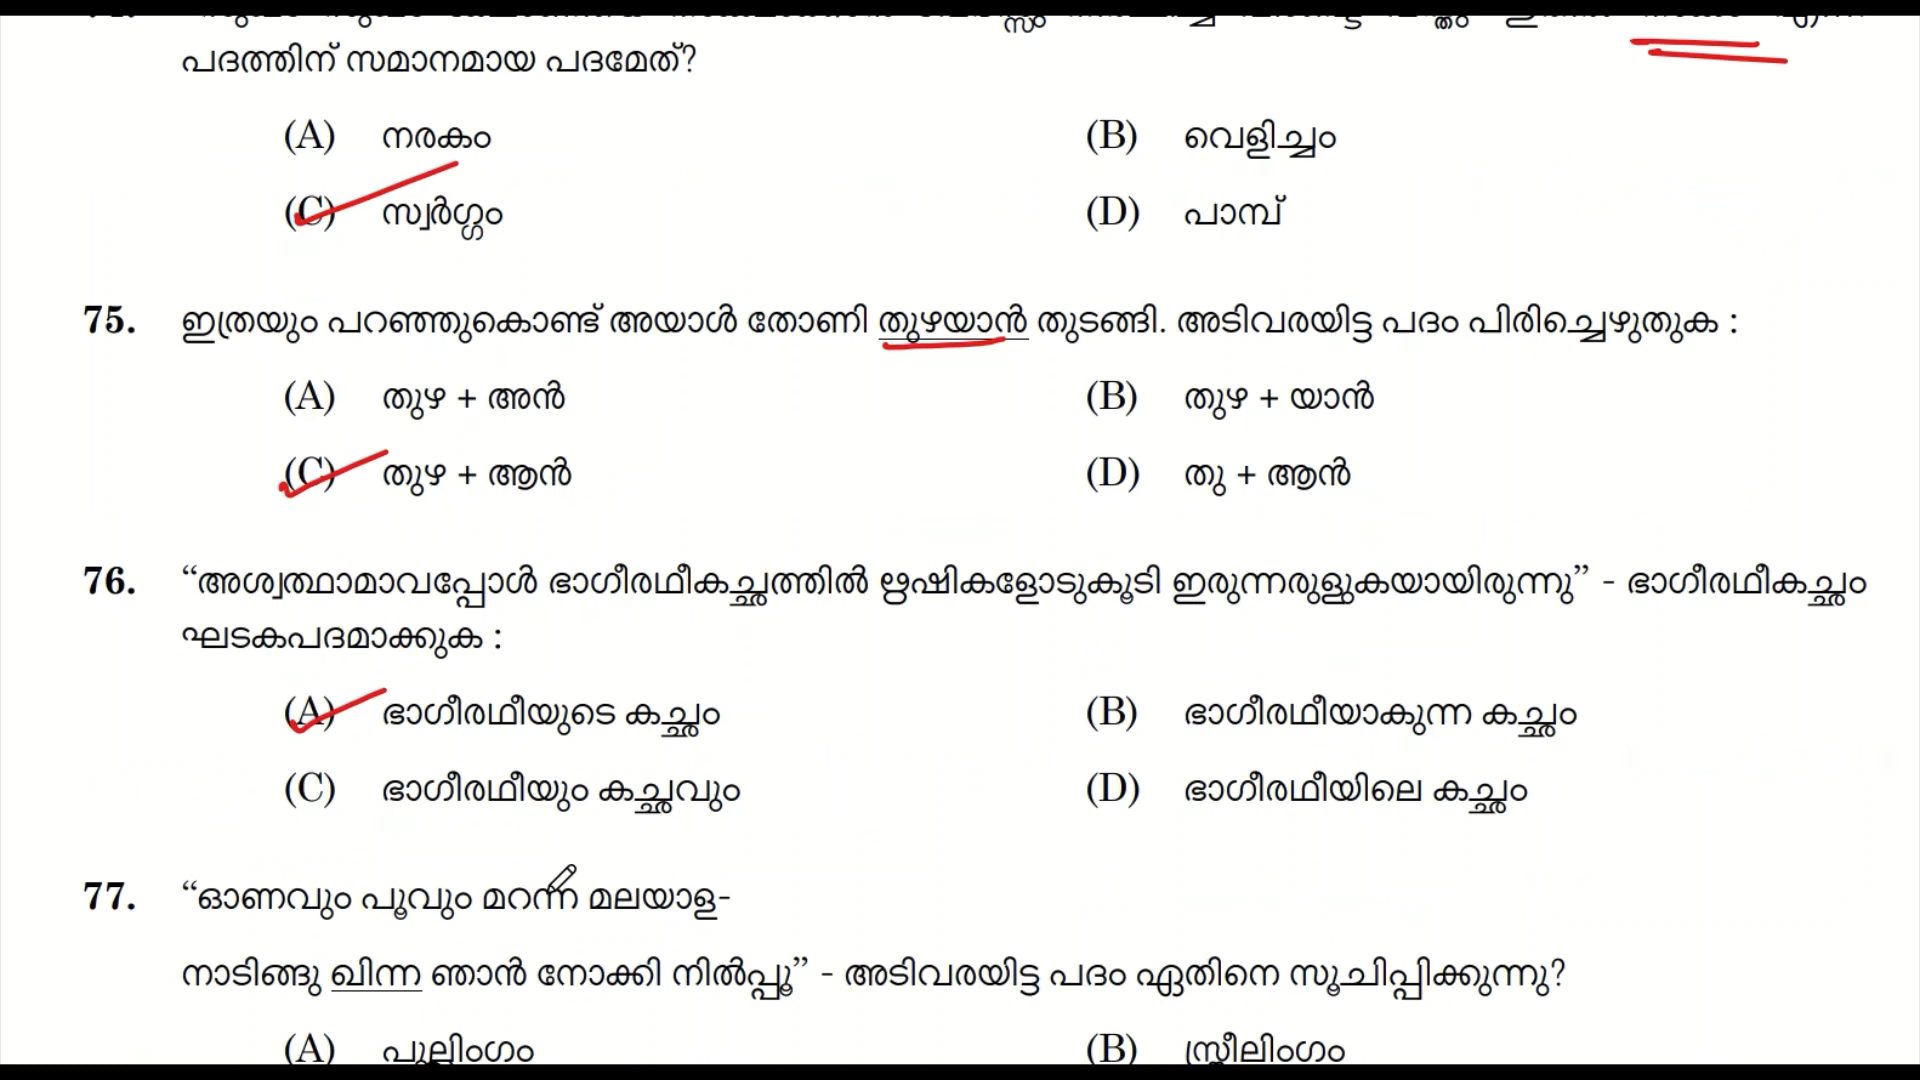 പദത്തിന് സമാനമായ പദമേത്?
(A) നരകം (B) വെളിച്ചം
(C) സ്വർഗ്ഗം (D) പാമ്പ്
75. ഇത്രയും പറഞ്ഞുകൊണ്ട് അയാൾ തോണി തുഴയാൻ തുടങ്ങി. അടിവരയിട്ട പദം പിരിച്ചെഴുതുക :
(A) തുഴ + അൻ (B) തുഴ + യാൻ
(C) തുഴ + ആൻ (D) തു + ആൻ
76. “അശ്വത്ഥാമാവപ്പോൾ ഭാഗീരഥീകച്ഛത്തിൽ ഋഷികളോടുകൂടി ഇരുന്നരുളുകയായിരുന്നു” - ഭാഗീരഥീകച്ഛം
ഘടകപദമാക്കുക :
(A) ഭാഗീരഥീയുടെ കച്ഛം (B) ഭാഗീരഥീയാകുന്ന കച്ഛം
(C) ഭാഗീരഥീയും കച്ഛവും (D) ഭാഗീരഥീയിലെ കച്ഛം
77. “ഓണവും പൂവും മറന്ന മലയാള-
നാടിങ്ങു ഖിന്ന ഞാൻ നോക്കി നിൽപ്പൂ” - അടിവരയിട്ട പദം ഏതിനെ സൂചിപ്പിക്കുന്നു?
(A) പുല്ലിംഗം (B) സ്ത്രീലിംഗം